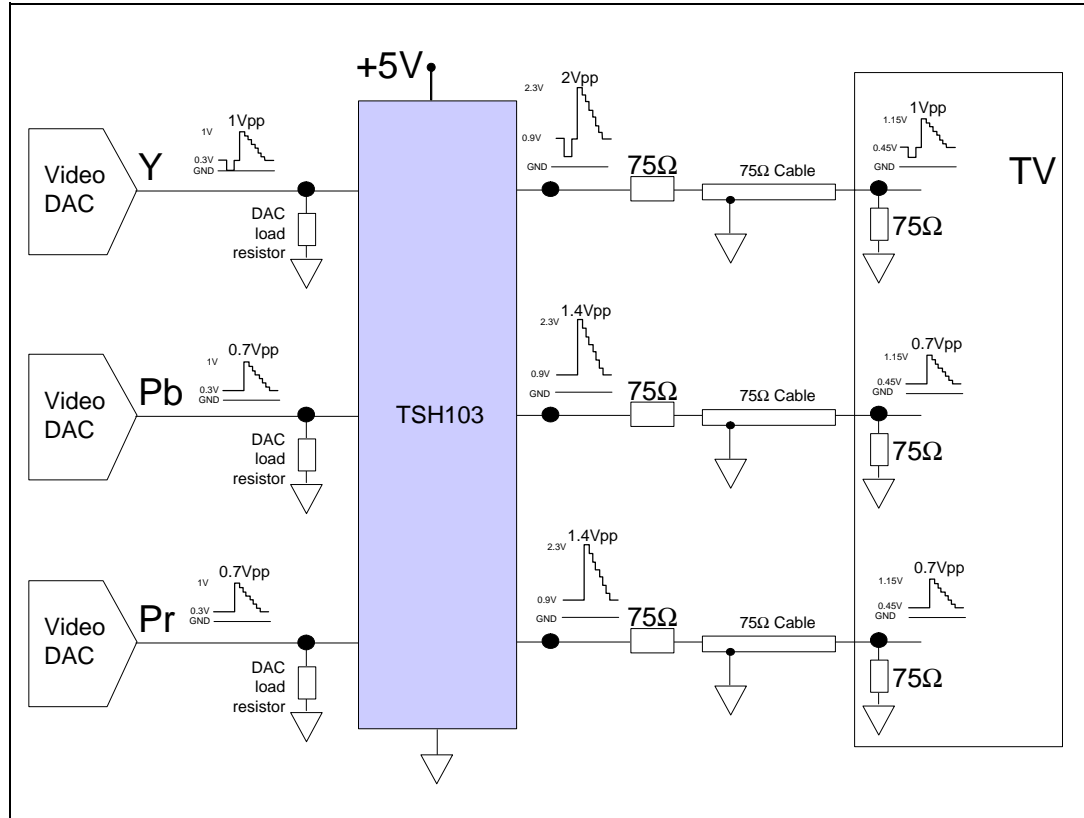 +5V
1Vpp
1V
0.3V
GND
Y
Video
DAC
DAC
load
resistor
2Vpp
2.3V
0.9V
GND
75Ω
75Ω Cable
1Vpp
1.15V
0.45V
GND
TV
75Ω
0.7Vpp
1V
0.3V
GND
Pb
Video
DAC
DAC
load
resistor
TSH103
1.4Vpp
2.3V
0.9V
GND
75Ω
75Ω Cable
0.7Vpp
1.15V
0.45V
GND
75Ω
0.7Vpp
1V
0.3V
GND
Pr
Video
DAC
DAC
load
resistor
1.4Vpp
2.3V
0.9V
GND
75Ω
75Ω Cable
0.7Vpp
1.15V
0.45V
GND
75Ω